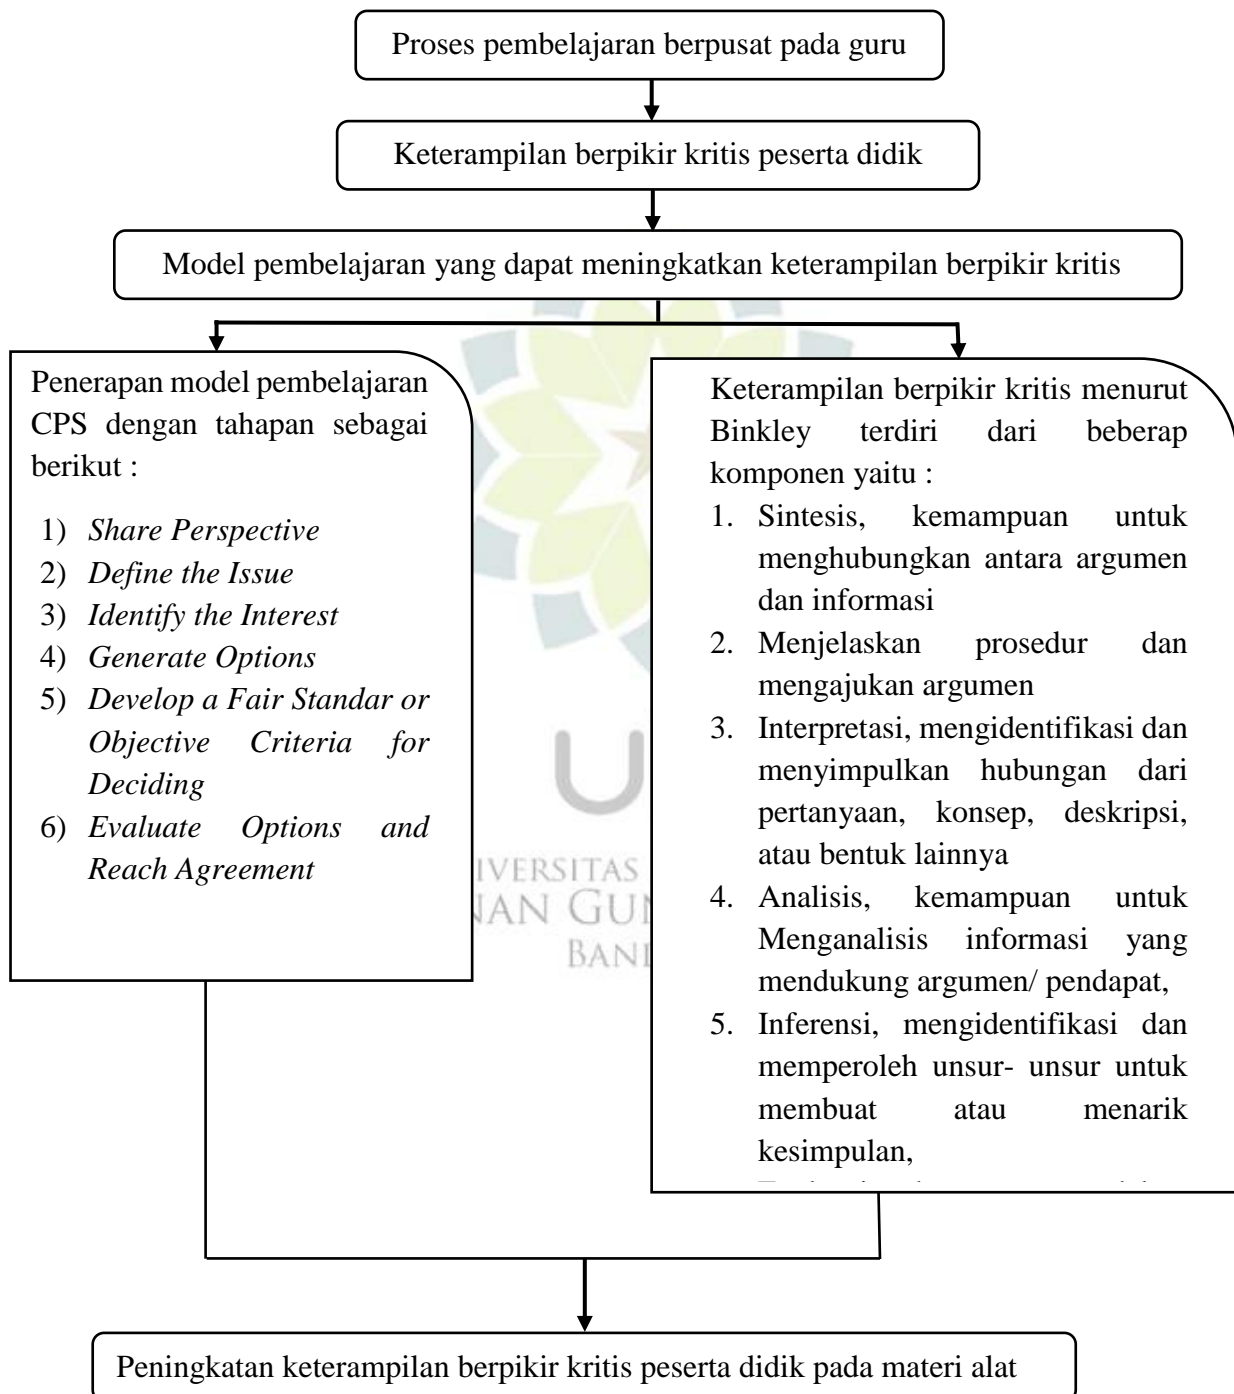 Proses pembelajaran berpusat pada guru
Keterampilan berpikir kritis peserta didik
Model pembelajaran yang dapat meningkatkan keterampilan berpikir kritis
Penerapan model pembelajaran
CPS dengan tahapan sebagai
berikut :
1) Share Perspective
2) Define the Issue
3) Identify the Interest
4) Generate Options
5) Develop a Fair Standar or
Objective Criteria for
Deciding
6) Evaluate Options and
Reach Agreement
Keterampilan berpikir kritis menurut
Binkley terdiri dari beberap
komponen yaitu :
1. Sintesis, kemampuan untuk
menghubungkan antara argumen
dan informasi
2. Menjelaskan prosedur dan
mengajukan argumen
3. Interpretasi, mengidentifikasi dan
menyimpulkan hubungan dari
pertanyaan, konsep, deskripsi,
atau bentuk lainnya
4. Analisis, kemampuan untuk
Menganalisis informasi yang
mendukung argumen/ pendapat,
5. Inferensi, mengidentifikasi dan
memperoleh unsur- unsur untuk
membuat atau menarik
kesimpulan,
U
IVERSITAS
NAN GUN
BAN
Peningkatan keterampilan berpikir kritis peserta didik pada materi alat